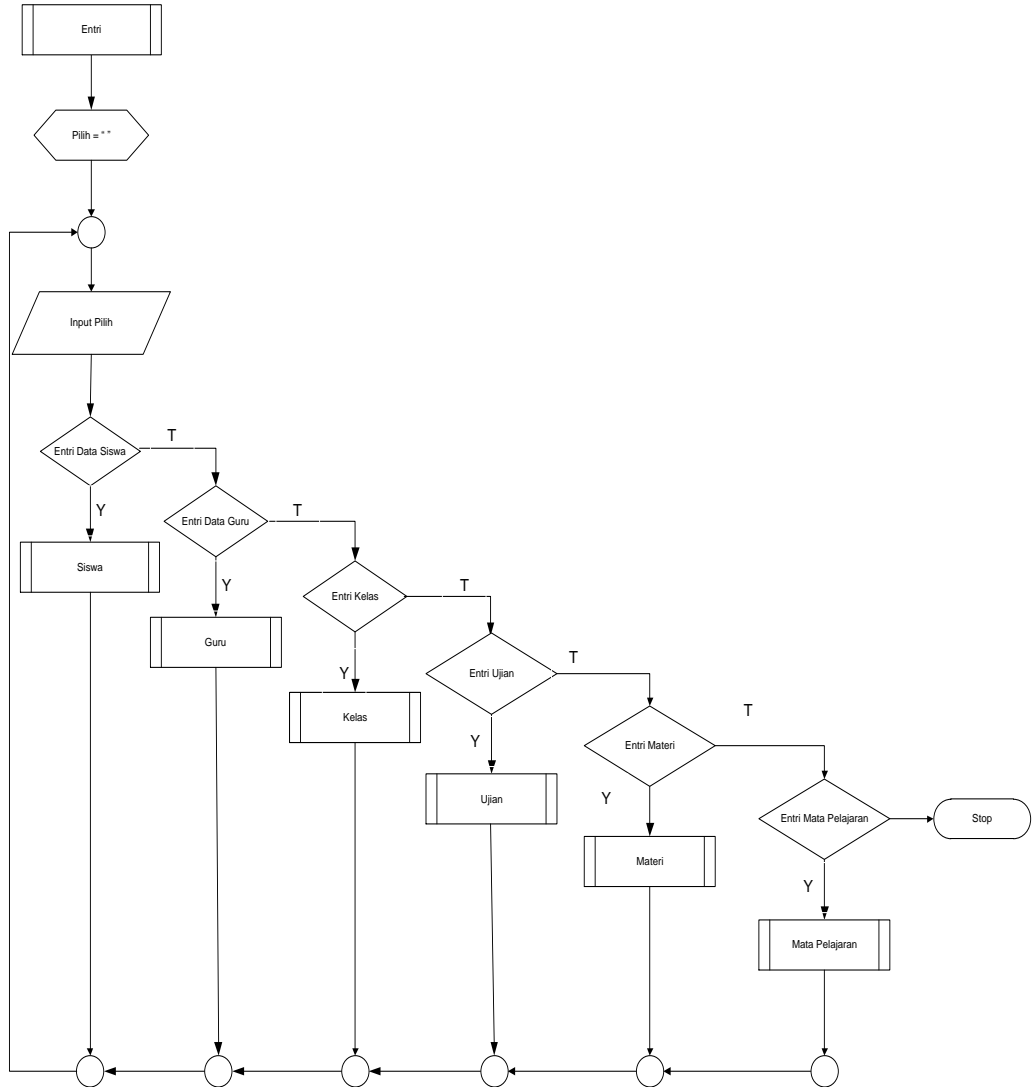 Entri
Pilih = “ ”
Input Pilih
Entri Data Siswa
T
Y
Siswa
Entri Data Guru
T
Y
Guru
Entri Kelas
T
Y
Kelas
Entri Ujian
T
Y
Ujian
Entri Materi
T
Y
Materi
Entri Mata Pelajaran
Stop
Y
Mata Pelajaran